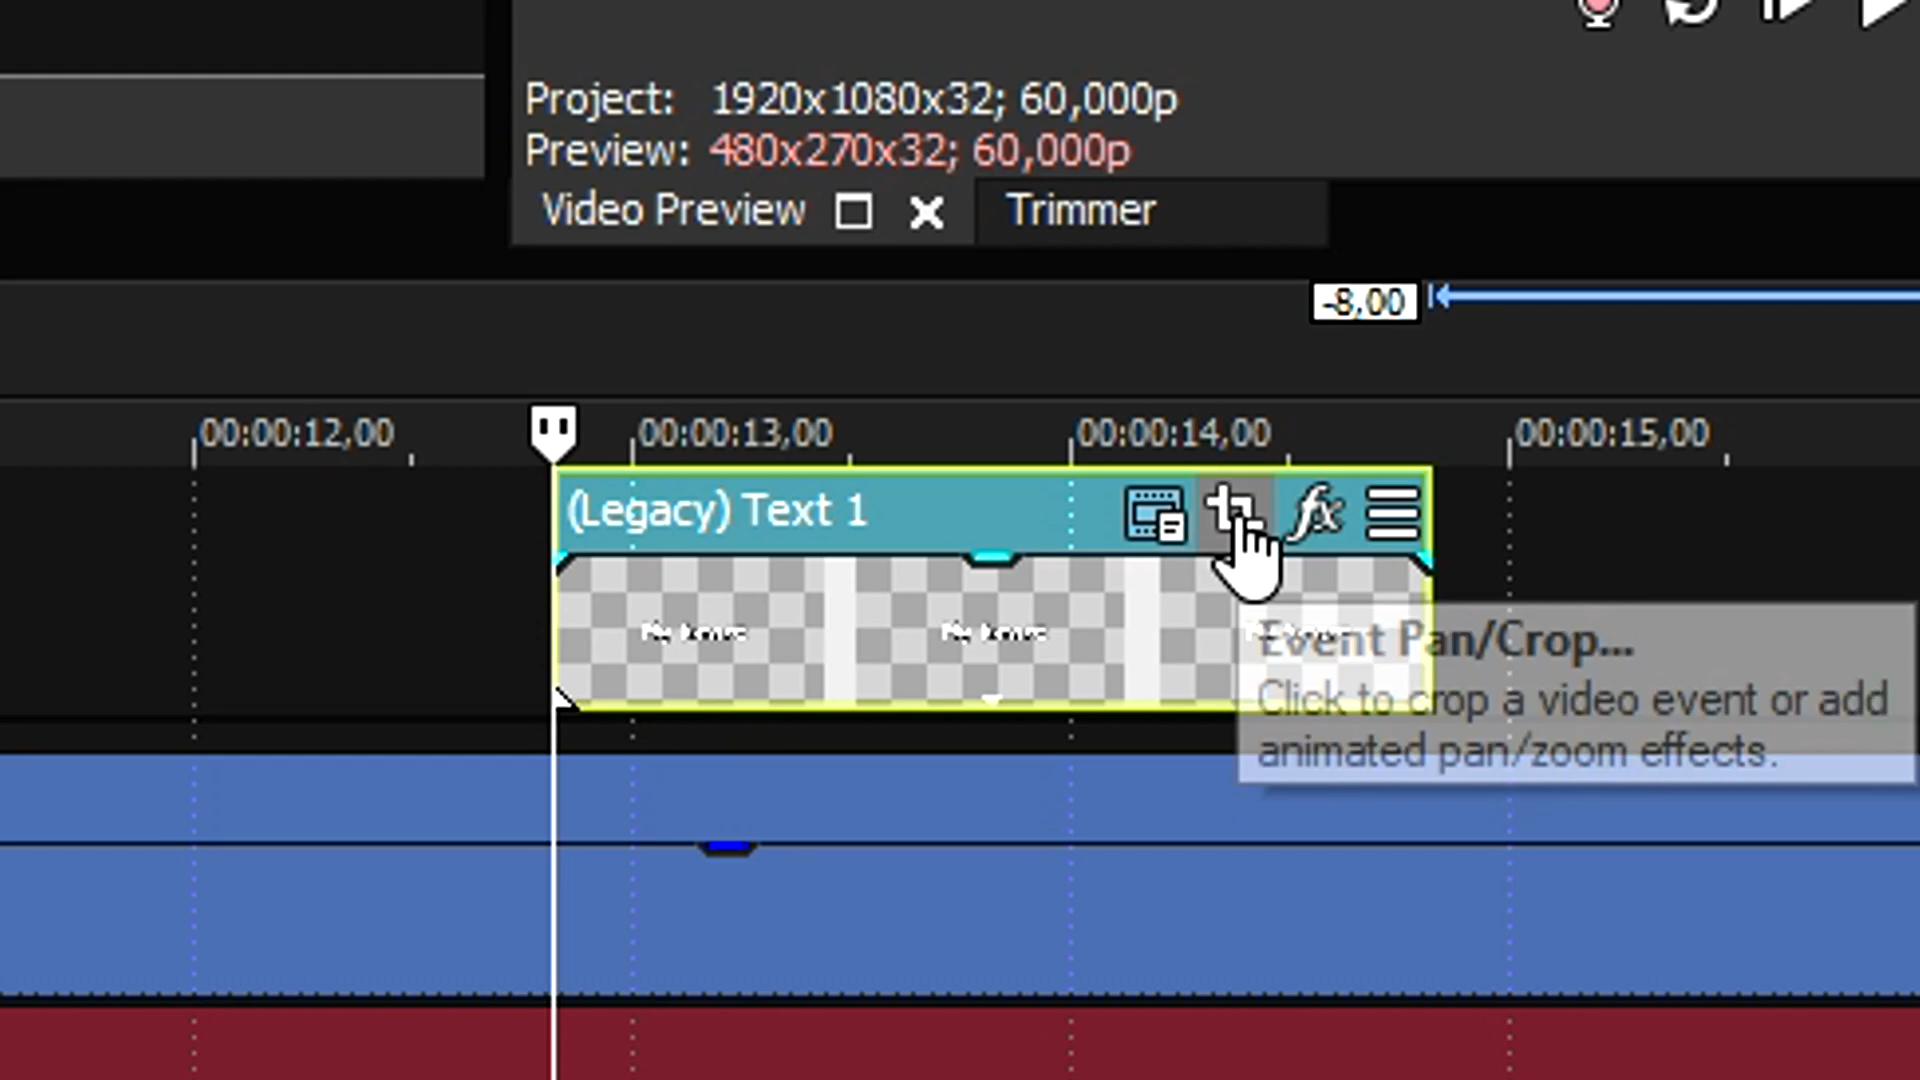 Project: 1920x1080x32; 60,000p
Preview: 480x270x32; 60,000p
Video Preview Trimmer
-8,00
00:00:12,00 00:00:13,00 00:00:14,00 00:00:15,00
(Legacy) Text 1 fx
Event Pan/Crop...
Click to crop a video event or add
animated pan/zoom effects.